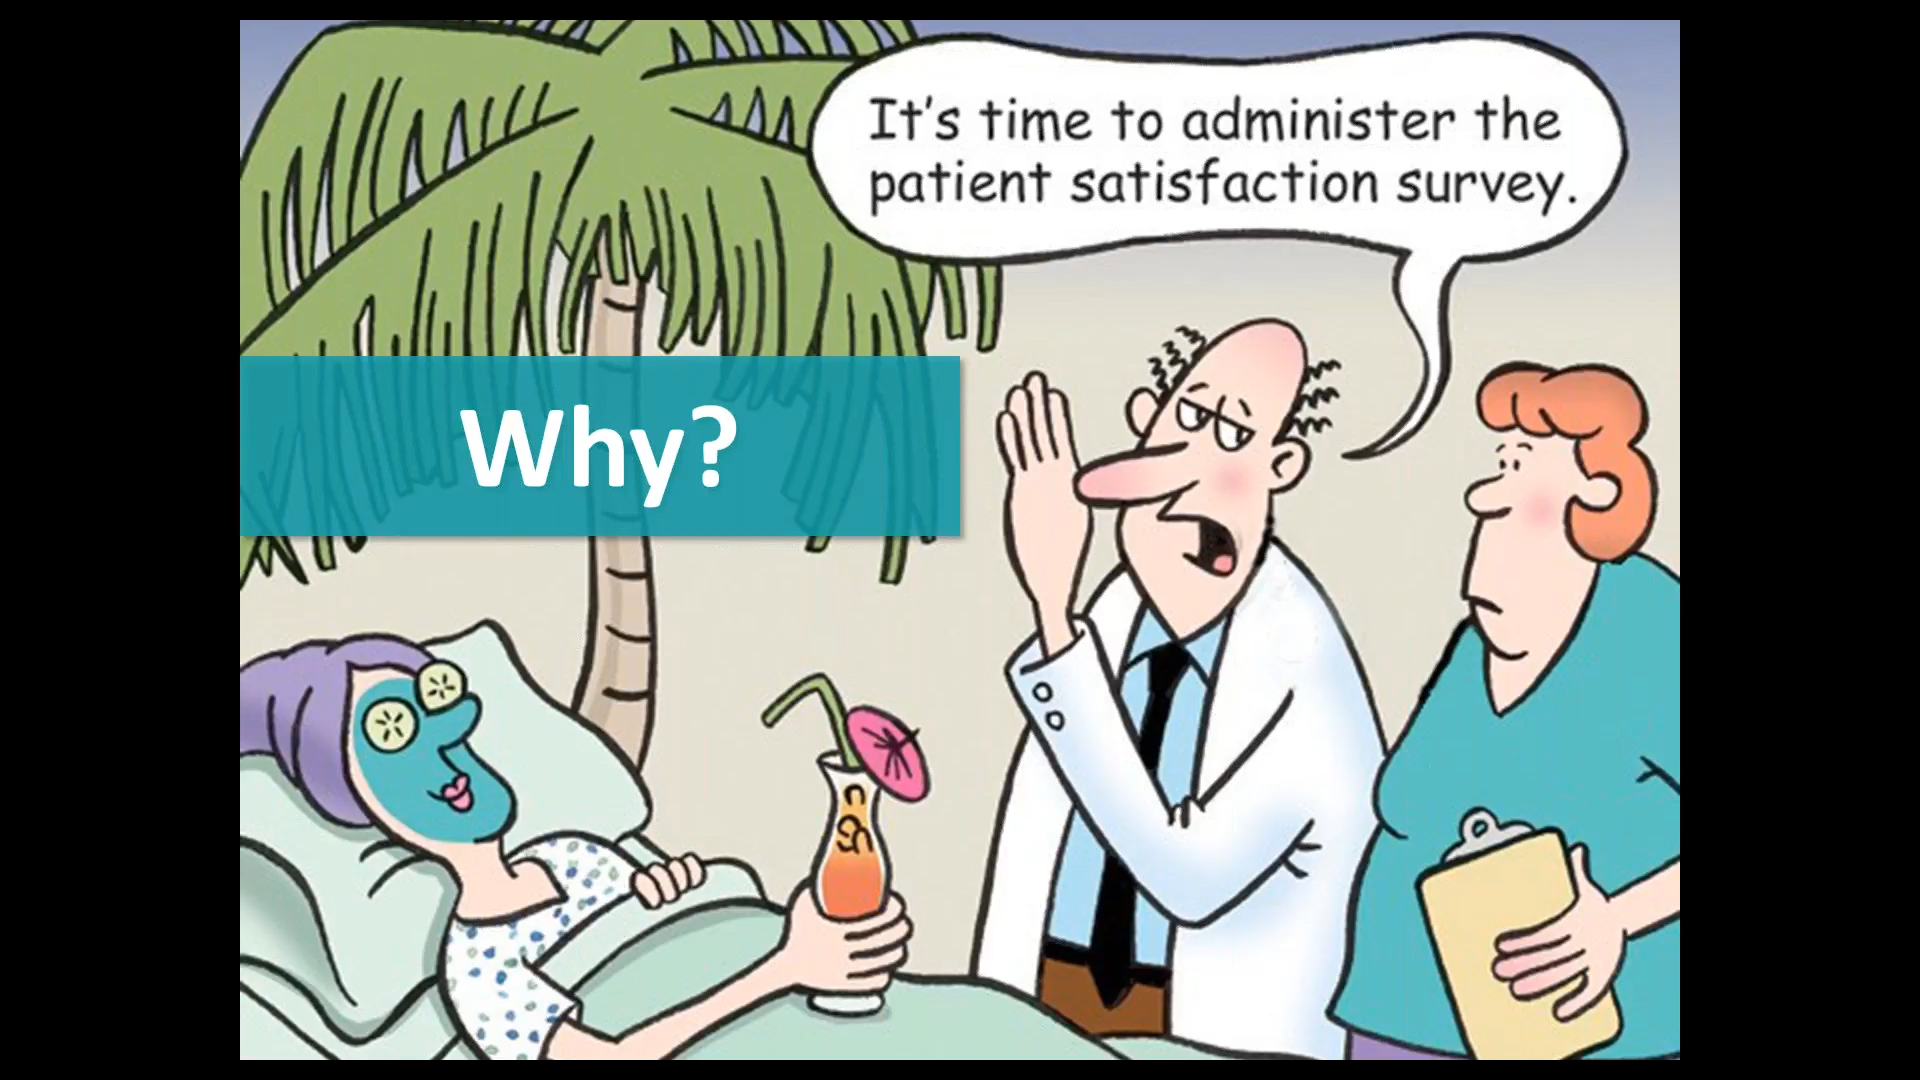 It's time to administer the
patient satisfaction survey.
Why?